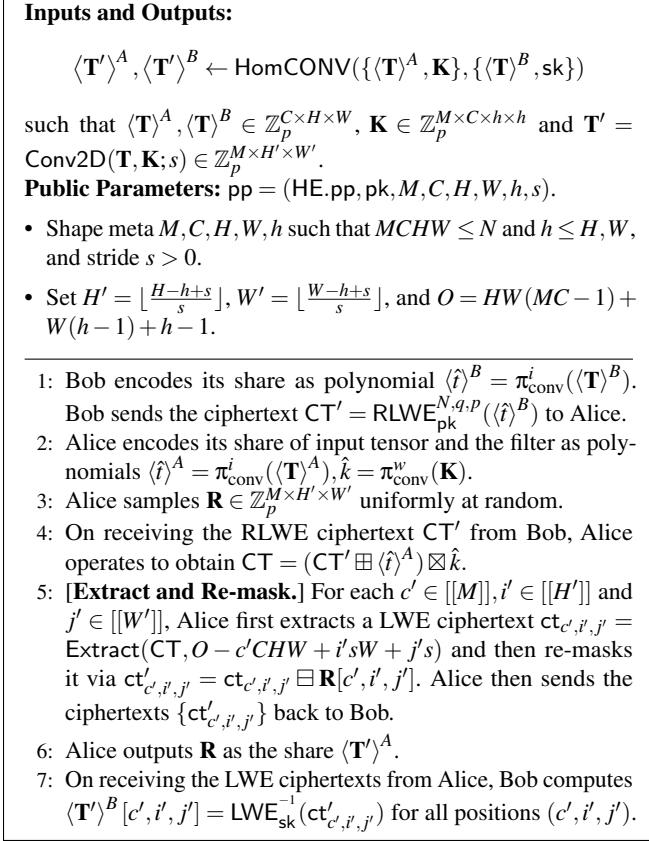 Inputs and Outputs:
⟨T′⟩^A, ⟨T′⟩^B ← HomCONV({⟨T⟩^A, K}, {⟨T⟩^B, sk})
such that ⟨T⟩^A, ⟨T⟩^B ∈ ℤ_p^{C×H×W}, K ∈ ℤ_p^{M×C×h×h} and T′ =
Conv2D(T, K; s) ∈ ℤ_p^{M×H′×W′}.
Public Parameters: pp = (HE.pp, pk, M, C, H, W, h, s).
• Shape meta M, C, H, W, h such that MCHW ≤ N and h ≤ H, W,
and stride s > 0.
• Set H′ = ⌊(H−h+s)/s⌋, W′ = ⌊(W−h+s)/s⌋, and O = HW(MC − 1) +
W(h − 1) + h − 1.
1: Bob encodes its share as polynomial ⟨t̂⟩^B = π^i_conv(⟨T⟩^B).
Bob sends the ciphertext CT′ = RLWE^{N,q,p}_pk(⟨t̂⟩^B) to Alice.
2: Alice encodes its share of input tensor and the filter as poly-
nomials ⟨t̂⟩^A = π^i_conv(⟨T⟩^A), k̂ = π^w_conv(K).
3: Alice samples R ∈ ℤ_p^{M×H′×W′} uniformly at random.
4: On receiving the RLWE ciphertext CT′ from Bob, Alice
operates to obtain CT = (CT′ ⊞ ⟨t̂⟩^A) ⊠ k̂.
5: [Extract and Re-mask.] For each c′ ∈ [[M]], i′ ∈ [[H′]] and
j′ ∈ [[W′]], Alice first extracts a LWE ciphertext ct_{c′,i′,j′} =
Extract(CT, O − c′CHW + i′sW + j′s) and then re-masks
it via ct′_{c′,i′,j′} = ct_{c′,i′,j′} ⊟ R[c′, i′, j′]. Alice then sends the
ciphertexts {ct′_{c′,i′,j′}} back to Bob.
6: Alice outputs R as the share ⟨T′⟩^A.
7: On receiving the LWE ciphertexts from Alice, Bob computes
⟨T′⟩^B[c′, i′, j′] = LWE^{−1}_sk(ct′_{c′,i′,j′}) for all positions (c′, i′, j′).